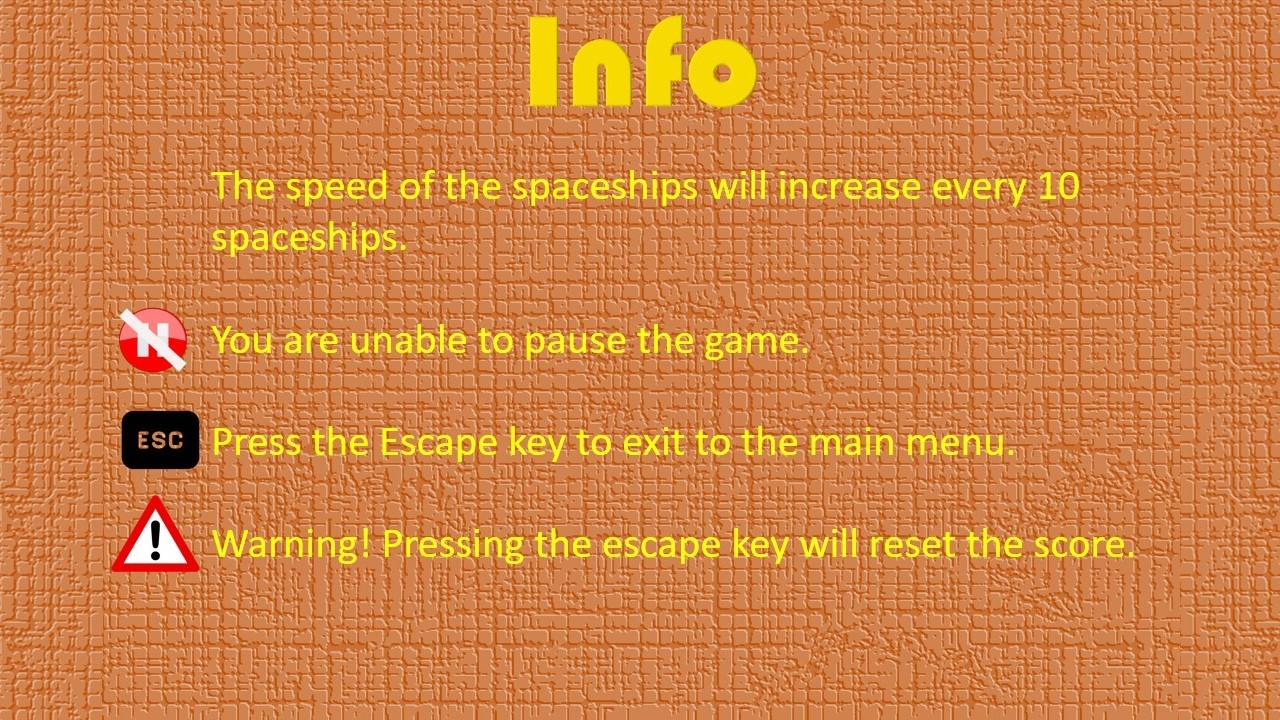 Info
The speed of the spaceships will increase every 10
spaceships.
You are unable to pause the game.
ESC Press the Escape key to exit to the main menu.
Warning! Pressing the escape key will reset the score.